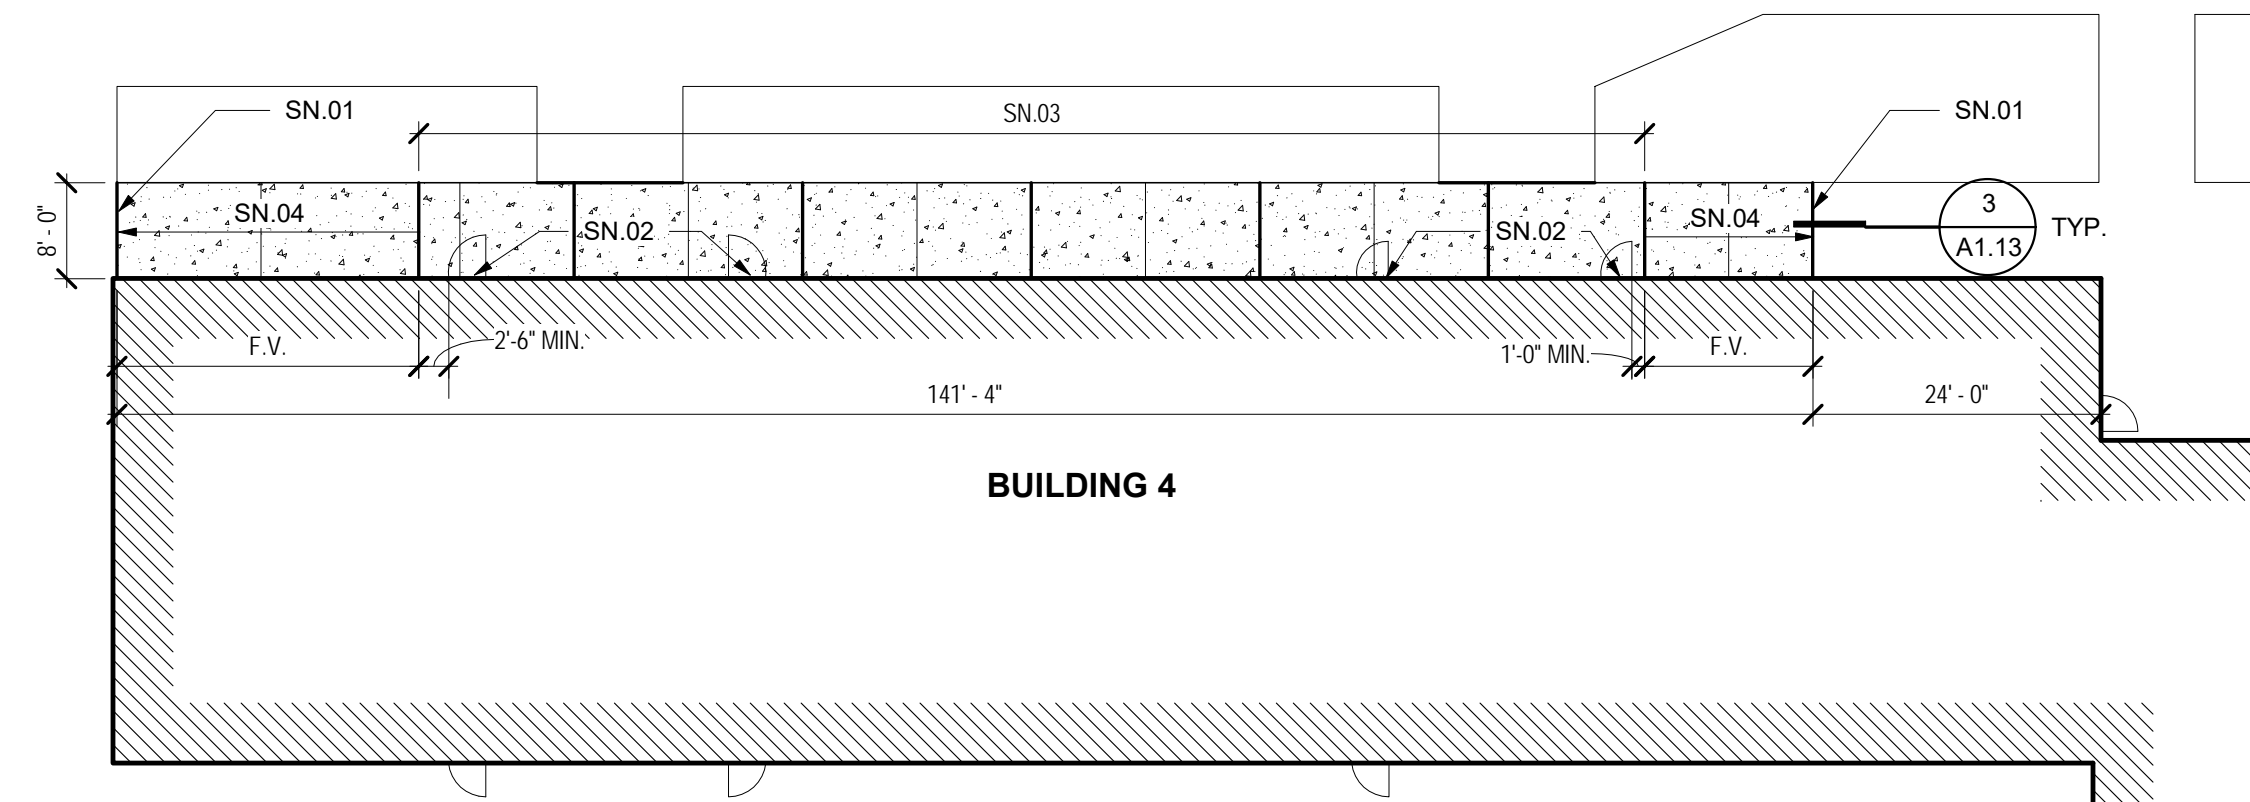 SN.01
SN.03
SN.01
8' - 0"
SN.04
SN.02
SN.02
SN.04
3
A1.13
TYP.
F.V.
2'-6" MIN.
1'-0" MIN.
F.V.
141' - 4"
24' - 0"
BUILDING 4